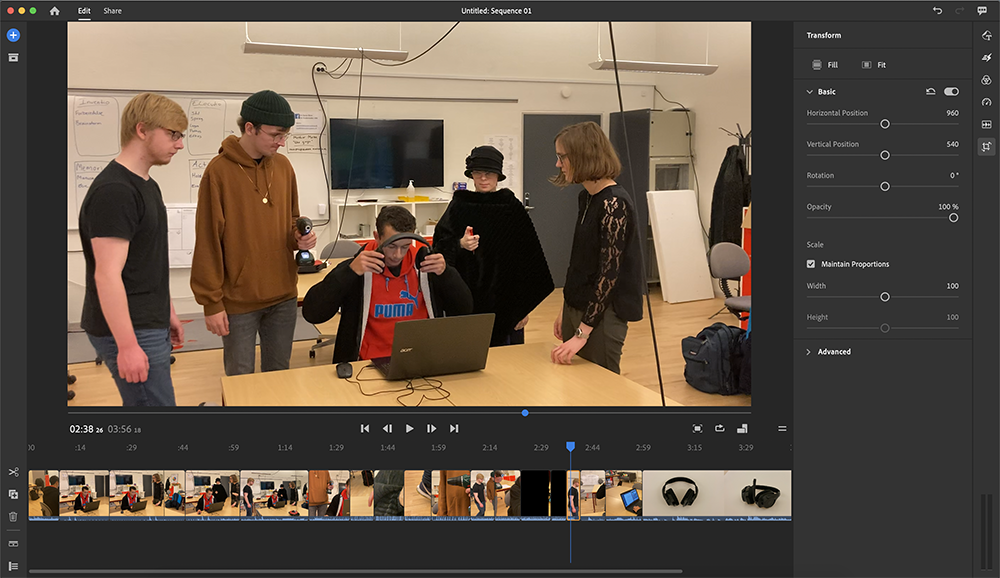 Edit
Share
Untitled: Sequence 01
Transform
Fill
Fit
Basic
Horizontal Position
960
Vertical Position
540
Rotation
0 °
Opacity
100 %
Scale
Maintain Proportions
Width
100
Height
100
Advanced
PUMA
acer
02:38 26
03:56 18
:00
:14
:29
:44
:59
1:14
1:29
1:44
1:59
2:14
2:29
2:44
2:59
3:14
3:29